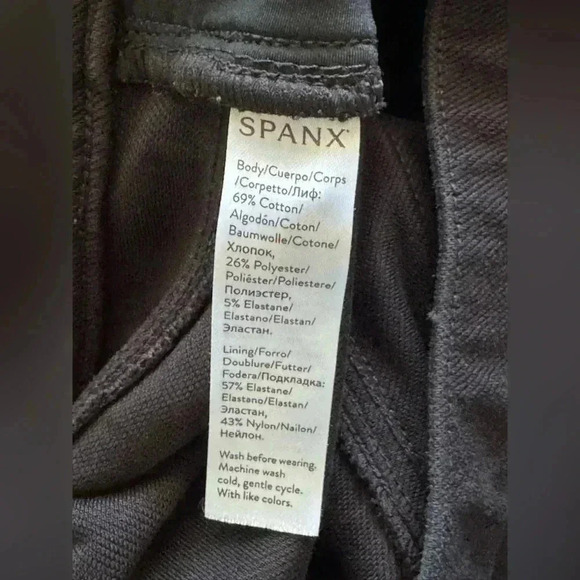 SPANX
Body/Cuerpo/Corps
/Corpetto/Лиф:
69% Cotton/
Algodón/Coton/
Baumwolle/Cotone/
Хлопок,
26% Polyester/
Poliéster/Poliestere/
Полиэстер,
5% Elastane/
Elastano/Elastan/
Эластан.
Lining/Forro/
Doublure/Futter/
Fodera/Подкладка:
57% Elastane/
Elastano/Elastan/
Эластан,
43% Nylon/Nailon/
Нейлон.
Wash before wearing.
Machine wash
cold, gentle cycle.
With like colors.